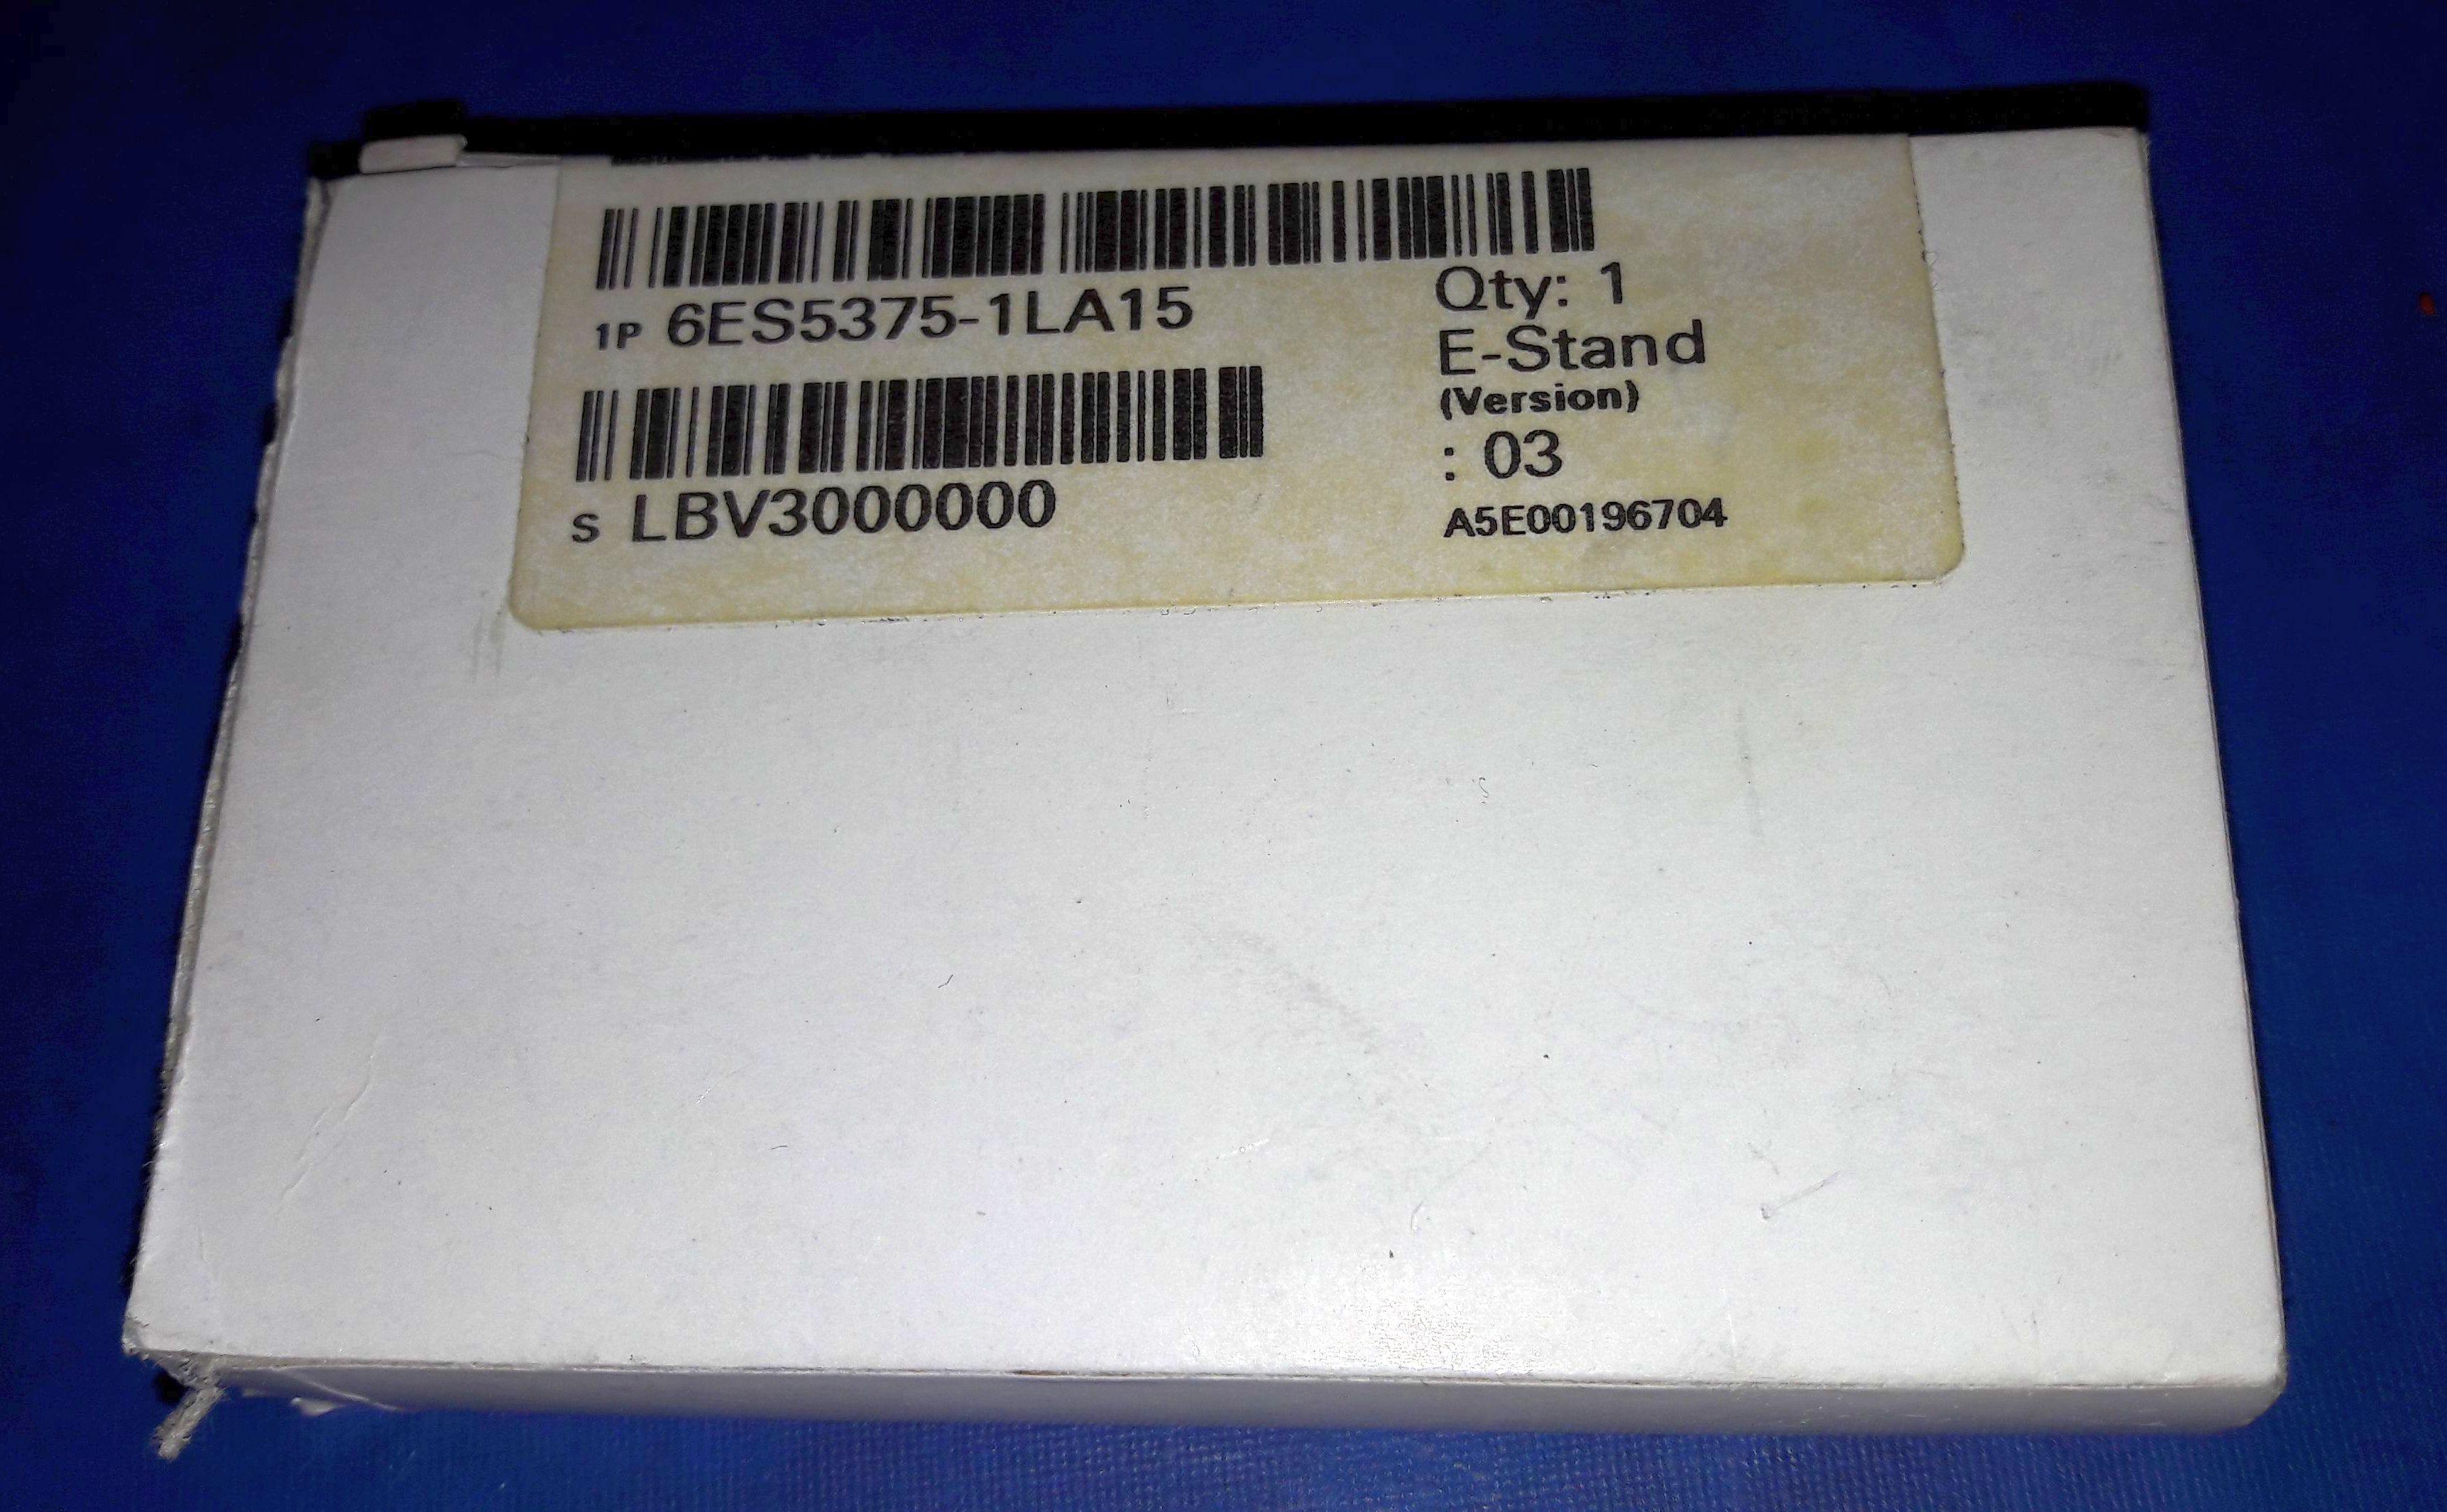 1P 6ES5375-1LA15
S LBV3000000
Qty: 1
E-Stand
(Version)
: 03
A5E00196704